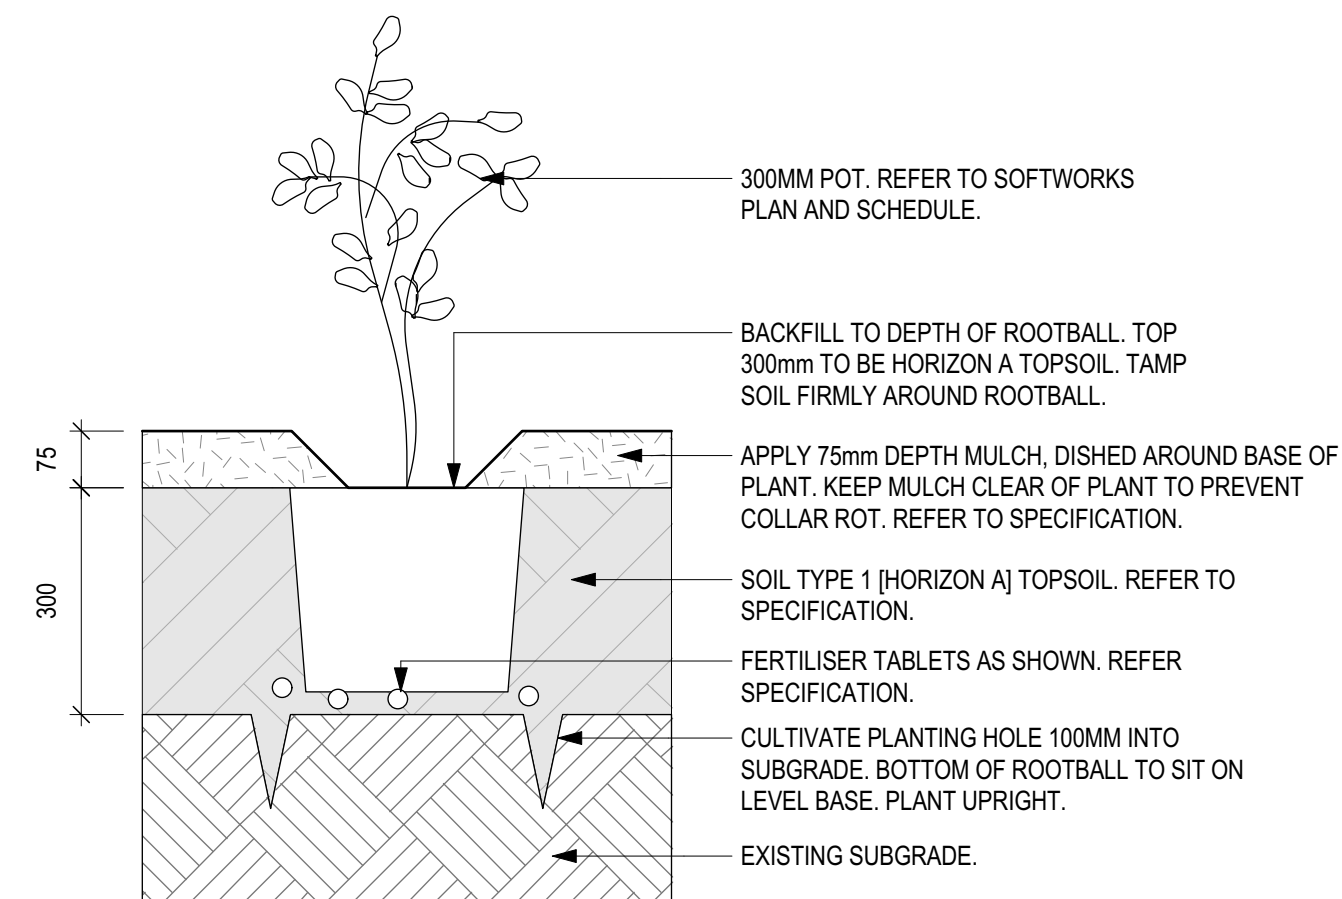 300MM POT. REFER TO SOFTWORKS
PLAN AND SCHEDULE.
BACKFILL TO DEPTH OF ROOTBALL. TOP
300mm TO BE HORIZON A TOPSOIL. TAMP
SOIL FIRMLY AROUND ROOTBALL.
75
APPLY 75mm DEPTH MULCH, DISHED AROUND BASE OF
PLANT. KEEP MULCH CLEAR OF PLANT TO PREVENT
COLLAR ROT. REFER TO SPECIFICATION.
300
SOIL TYPE 1 [HORIZON A] TOPSOIL. REFER TO
SPECIFICATION.
FERTILISER TABLETS AS SHOWN. REFER
SPECIFICATION.
CULTIVATE PLANTING HOLE 100MM INTO
SUBGRADE. BOTTOM OF ROOTBALL TO SIT ON
LEVEL BASE. PLANT UPRIGHT.
EXISTING SUBGRADE.